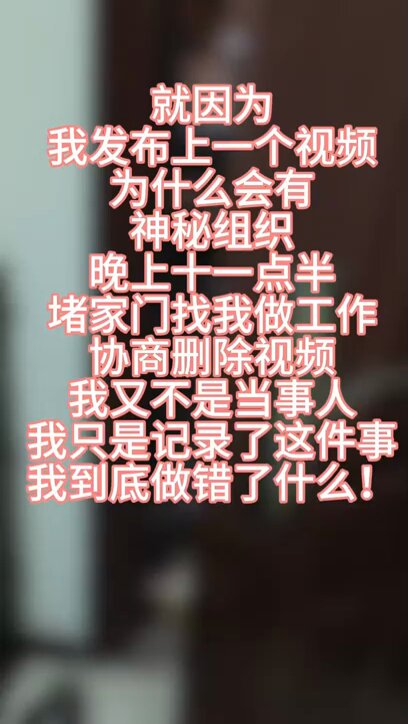 就因为
我发布上一个视频
为什么会有
神秘组织
晚上十一点半
堵家门找我做工作
协商删除视频
我又不是当事人
我只是记录了这件事
我到底做错了什么！